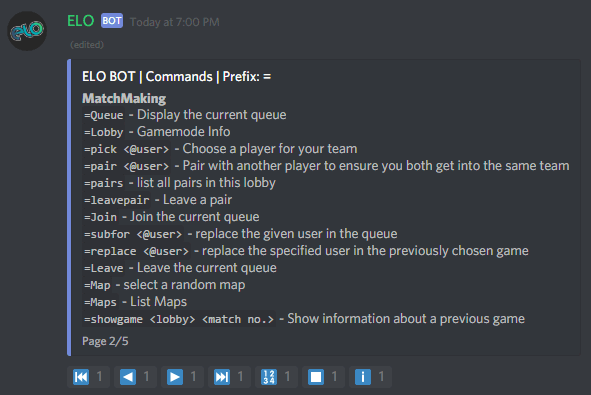 ELO
ELO BOT Today at 7:00 PM
(edited)
ELO BOT | Commands | Prefix: =
MatchMaking
=Queue - Display the current queue
=Lobby - Gamemode Info
=pick <@user> - Choose a player for your team
=pair <@user> - Pair with another player to ensure you both get into the same team
=pairs - list all pairs in this lobby
=leavepair - Leave a pair
=Join - Join the current queue
=subfor <@user> - replace the given user in the queue
=replace <@user> - replace the specified user in the previously chosen game
=Leave - Leave the current queue
=Map - select a random map
=Maps - List Maps
=showgame <lobby> <match no.> - Show information about a previous game
Page 2/5
1 1 1 1 1234 1 1 i 1